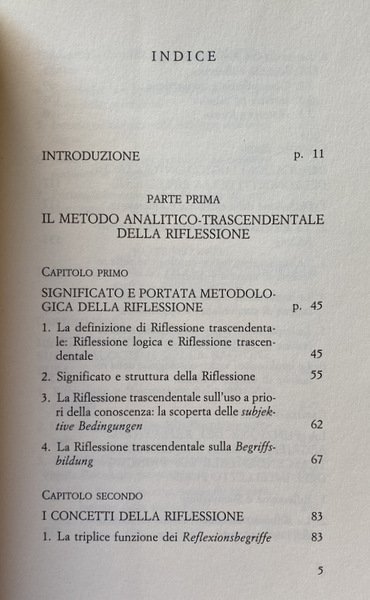 INDICE
INTRODUZIONE p. 11
PARTE PRIMA
IL METODO ANALITICO-TRASCENDENTALE
DELLA RIFLESSIONE
CAPITOLO PRIMO
SIGNIFICATO E PORTATA METODOLO-
GICA DELLA RIFLESSIONE p. 45
1. La definizione di Riflessione trascendenta-
le: Riflessione logica e Riflessione trascen-
dentale 45
2. Significato e struttura della Riflessione 55
3. La Riflessione trascendentale sull'uso a prio-
ri della conoscenza: la scoperta delle subjek-
tive Bedingungen 62
4. La Riflessione trascendentale sulla Begriffs-
bildung 67
CAPITOLO SECONDO
I CONCETTI DELLA RIFLESSIONE 83
1. La triplice funzione dei Reflexionsbegriffe 83
5